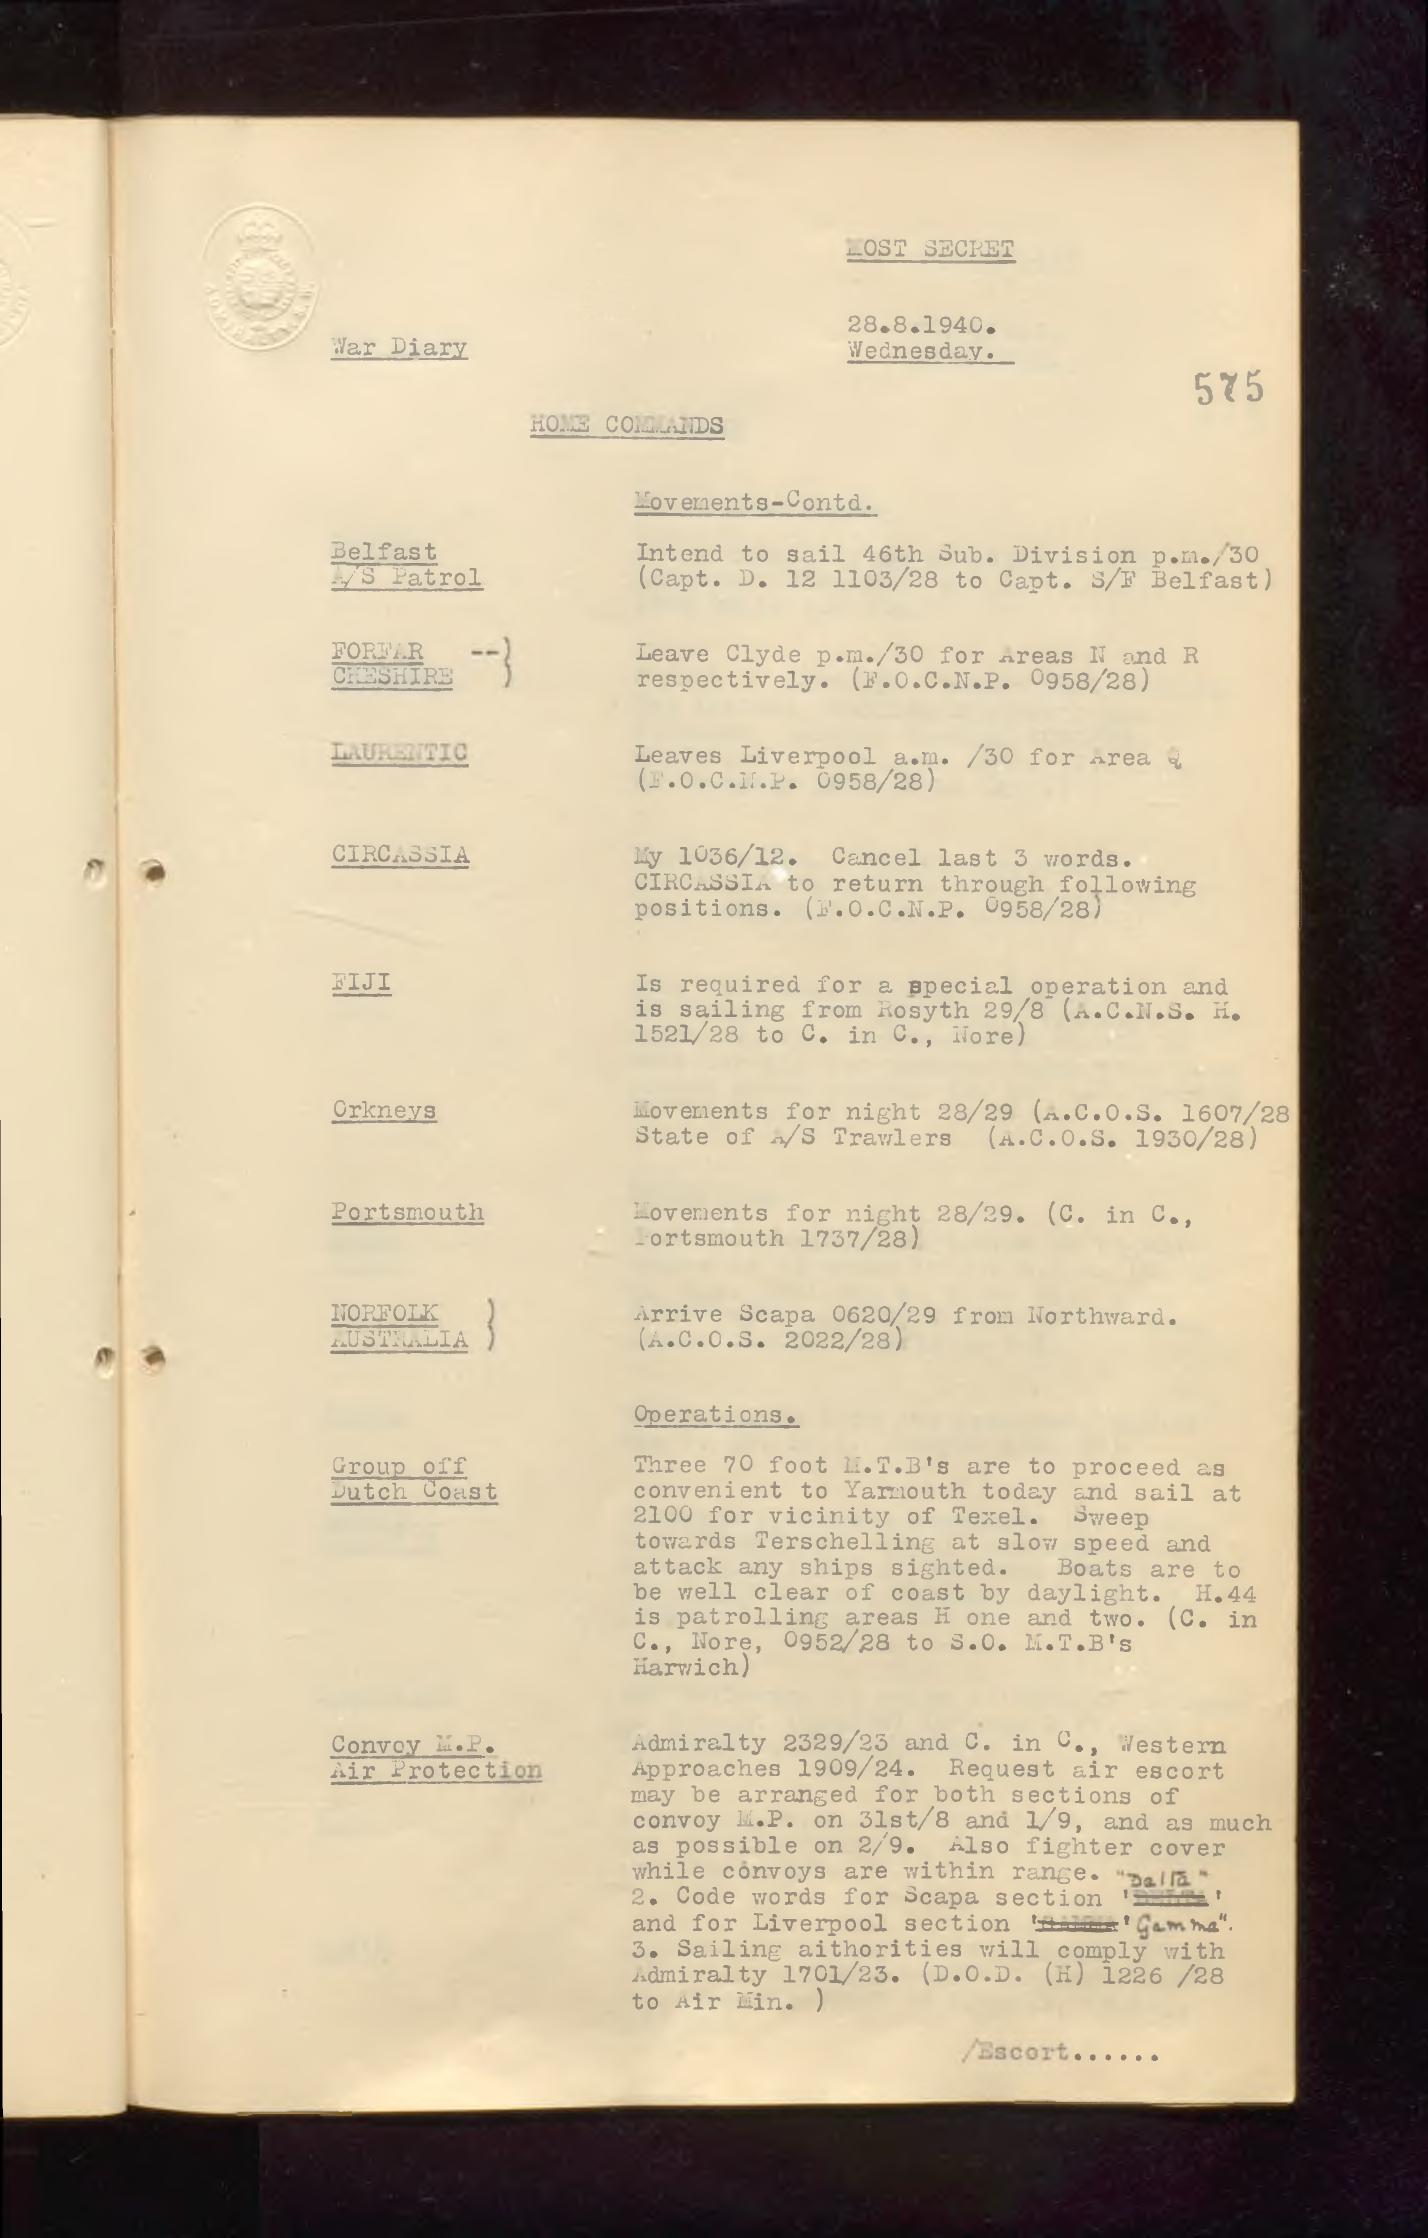 MOST SECRET
28.8.1940.
War Diary
Wednesday.
575
HOME COMMANDS
Movements-Contd.
Belfast
A/S Patrol
Intend to sail 46th Sub. Division p.m./30
(Capt. D. 12 1103/28 to Capt. S/F Belfast)
FORFAR --)
CHESHIRE )
Leave Clyde p.m./30 for Areas N and R
respectively. (F.O.C.N.P. 0958/28)
LAURENTIC
Leaves Liverpool a.m. /30 for Area Q
(F.O.C.N.P. 0958/28)
CIRCASSIA
My 1036/12. Cancel last 3 words.
CIRCASSIA to return through following
positions. (F.O.C.N.P. 0958/28)
FIJI
Is required for a special operation and
is sailing from Rosyth 29/8 (A.C.N.S. H.
1521/28 to C. in C., Nore)
Orkneys
Movements for night 28/29 (A.C.O.S. 1607/28
State of A/S Trawlers (A.C.O.S. 1930/28)
Portsmouth
Movements for night 28/29. (C. in C.,
Portsmouth 1737/28)
NORFOLK )
AUSTRALIA )
Arrive Scapa 0620/29 from Northward.
(A.C.O.S. 2022/28)
Operations.
Group off
Dutch Coast
Three 70 foot M.T.B's are to proceed as
convenient to Yarmouth today and sail at
2100 for vicinity of Texel. Sweep
towards Terschelling at slow speed and
attack any ships sighted. Boats are to
be well clear of coast by daylight. H.44
is patrolling areas H one and two. (C. in
C., Nore, 0952/28 to S.O. M.T.B's
Harwich)
Convoy M.P.
Air Protection
Admiralty 2329/23 and C. in C., Western
Approaches 1909/24. Request air escort
may be arranged for both sections of
convoy M.P. on 31st/8 and 1/9, and as much
as possible on 2/9. Also fighter cover
while convoys are within range. "Dalta"
2. Code words for Scapa section ' '
and for Liverpool section ' ' Gamma".
3. Sailing aithorities will comply with
Admiralty 1701/23. (D.O.D. (H) 1226 /28
to Air Min. )
/Escort......